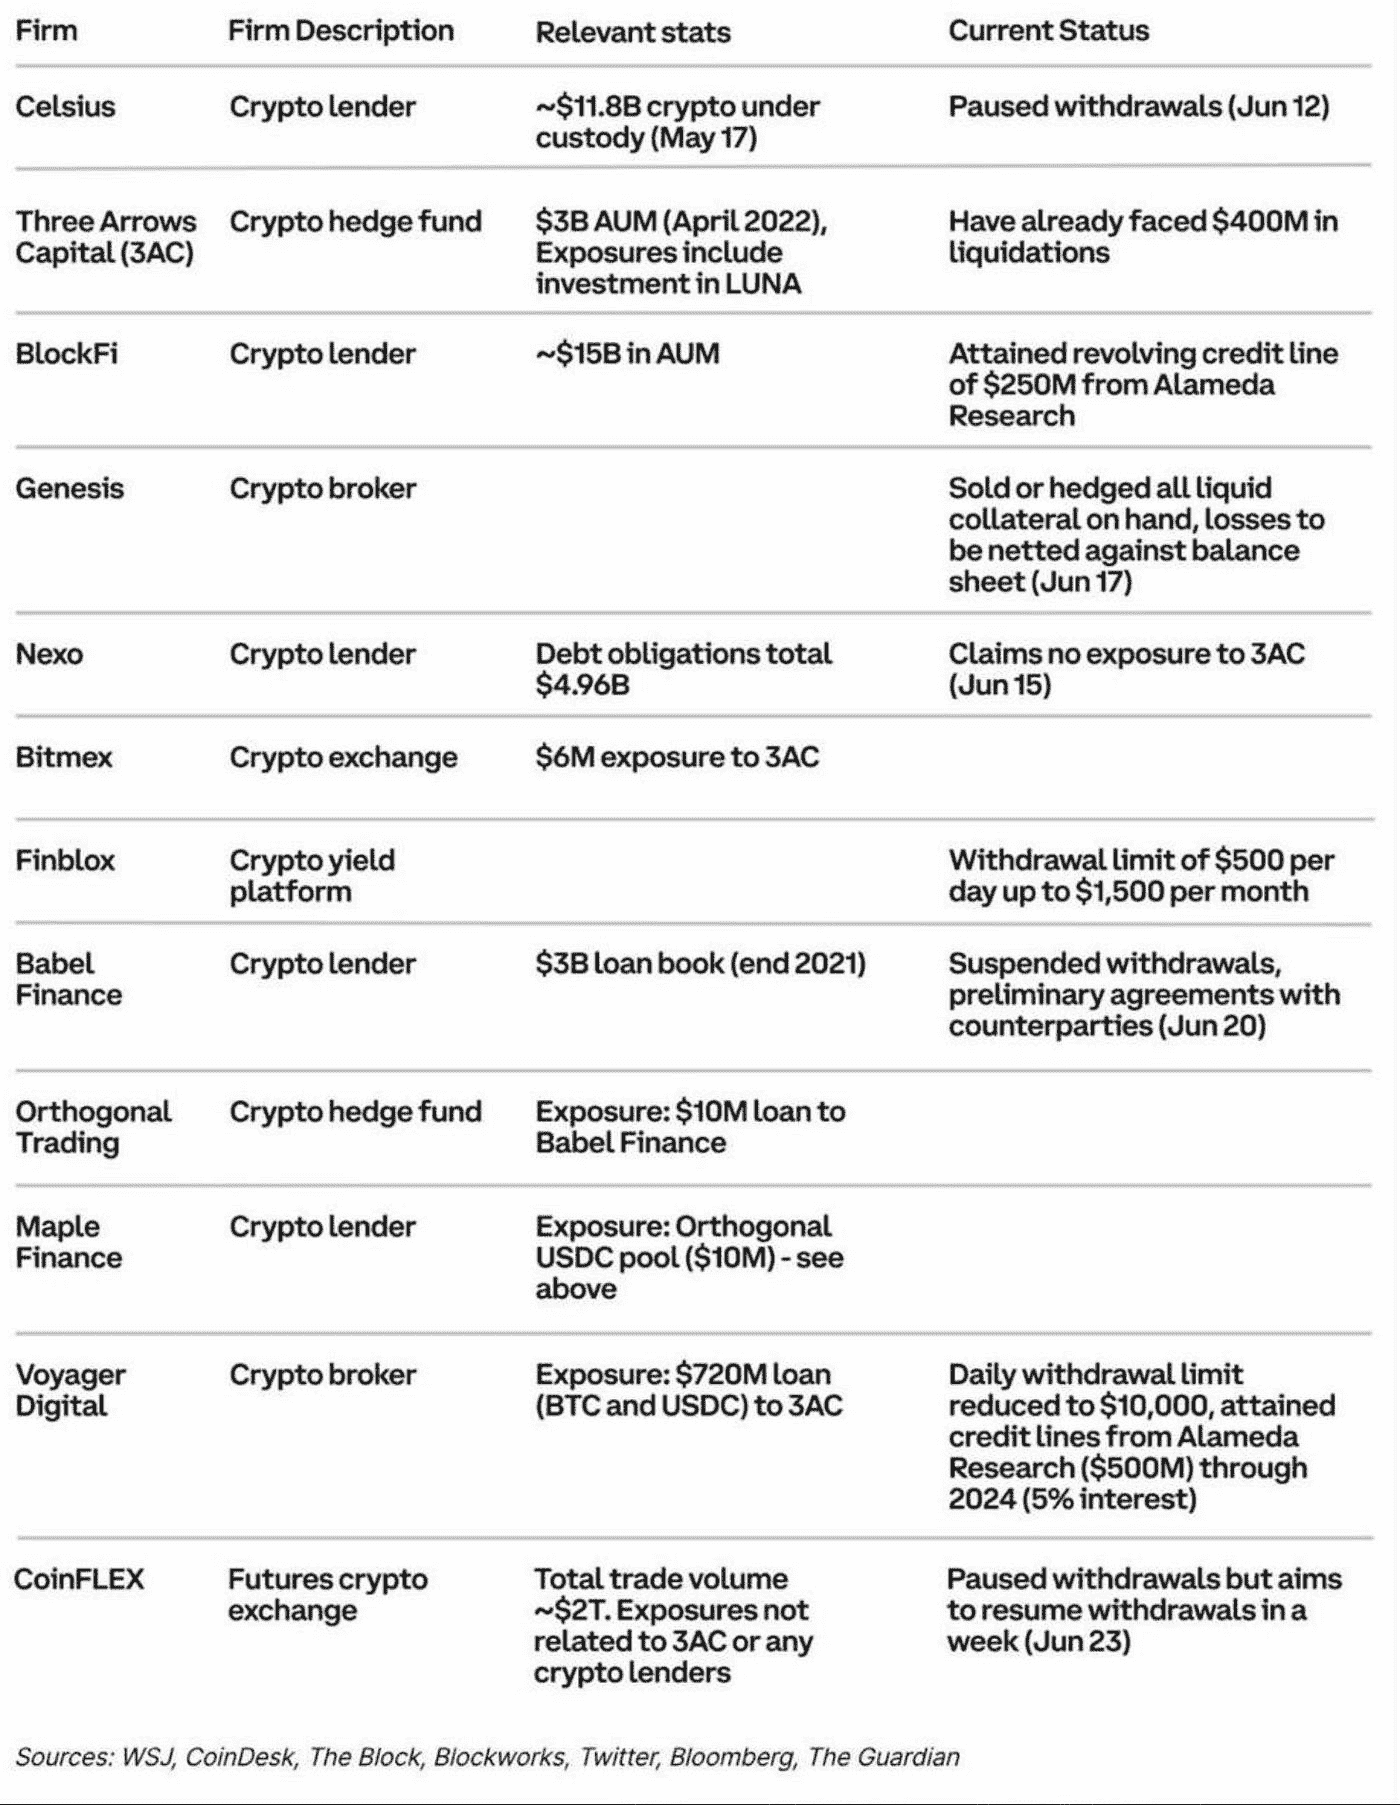 Firm Firm Description Relevant stats Current Status
Celsius Crypto lender ~$11.8B crypto under Paused withdrawals (Jun 12)
custody (May 17)
Three Arrows Crypto hedge fund $3B AUM (April 2022), Have already faced $400M in
Capital (3AC) Exposures include liquidations
investment in LUNA
BlockFi Crypto lender ~$15B in AUM Attained revolving credit line
of $250M from Alameda
Research
Genesis Crypto broker Sold or hedged all liquid
collateral on hand, losses to
be netted against balance
sheet (Jun 17)
Nexo Crypto lender Debt obligations total Claims no exposure to 3AC
$4.96B (Jun 15)
Bitmex Crypto exchange $6M exposure to 3AC
Finblox Crypto yield Withdrawal limit of $500 per
platform day up to $1,500 per month
Babel Crypto lender $3B loan book (end 2021) Suspended withdrawals,
Finance preliminary agreements with
counterparties (Jun 20)
Orthogonal Crypto hedge fund Exposure: $10M loan to
Trading Babel Finance
Maple Crypto lender Exposure: Orthogonal
Finance USDC pool ($10M) - see
above
Voyager Crypto broker Exposure: $720M loan Daily withdrawal limit
Digital (BTC and USDC) to 3AC reduced to $10,000, attained
credit lines from Alameda
Research ($500M) through
2024 (5% interest)
CoinFLEX Futures crypto Total trade volume Paused withdrawals but aims
exchange ~$2T. Exposures not to resume withdrawals in a
related to 3AC or any week (Jun 23)
crypto lenders
Sources: WSJ, CoinDesk, The Block, Blockworks, Twitter, Bloomberg, The Guardian